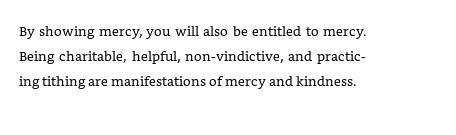 By showing mercy, you will also be entitled to mercy.
Being charitable, helpful, non-vindictive, and practic-
ing tithing are manifestations of mercy and kindness.